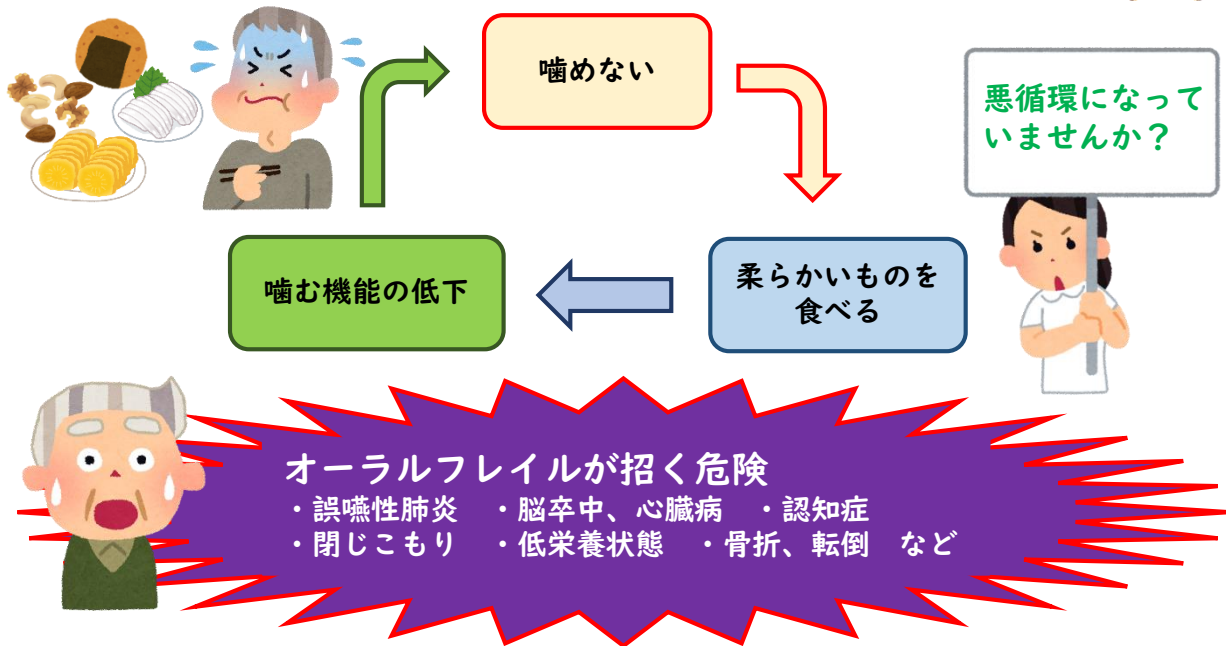 噛めない
悪循環になって
いませんか？
噛む機能の低下
柔らかいものを
食べる
オーラルフレイルが招く危険
・誤嚥性肺炎　・脳卒中、心臓病　・認知症
・閉じこもり　・低栄養状態　・骨折、転倒　など